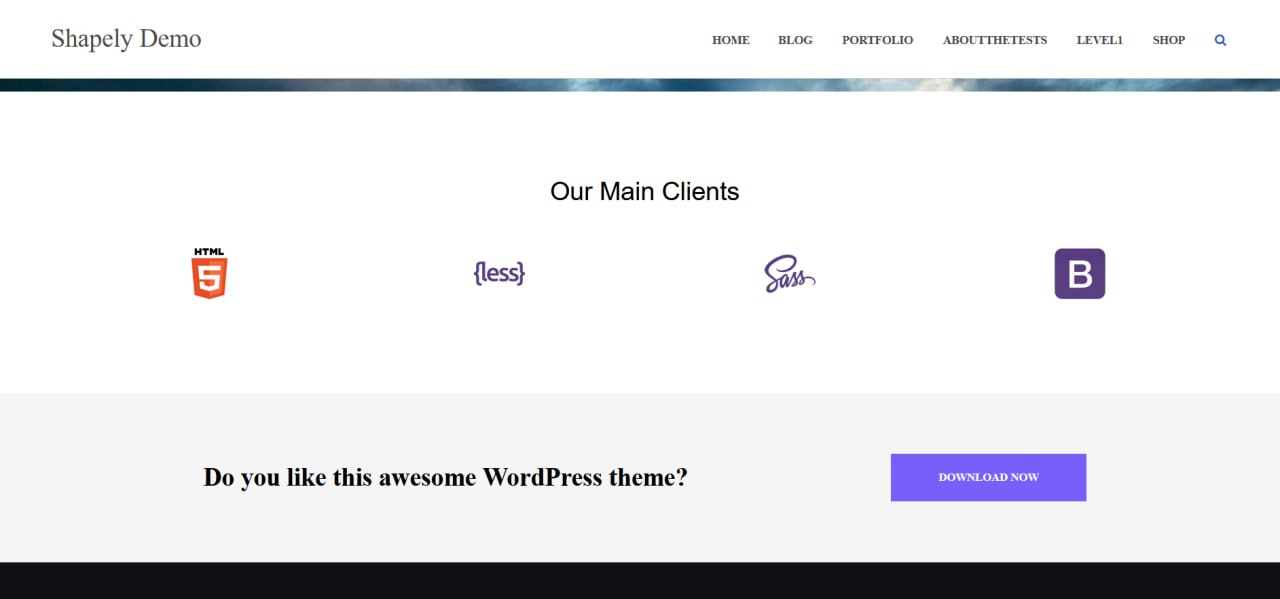 Shapely Demo
HOME BLOG PORTFOLIO ABOUTTHETESTS LEVEL1 SHOP
Our Main Clients
HTML
5
{less}
Sass
B
Do you like this awesome WordPress theme?
DOWNLOAD NOW